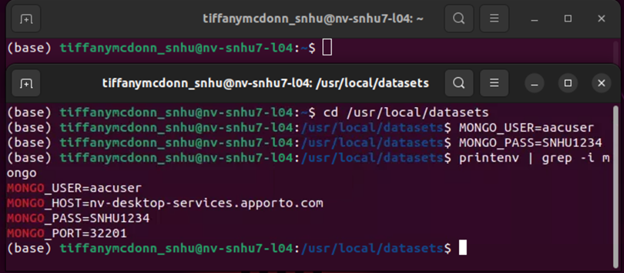 tiffanymcdonn_snhu@nv-snhu7-l04: ~
(base) tiffanymcdonn_snhu@nv-snhu7-l04:~$
tiffanymcdonn_snhu@nv-snhu7-l04: /usr/local/datasets
(base) tiffanymcdonn_snhu@nv-snhu7-l04:~$ cd /usr/local/datasets
(base) tiffanymcdonn_snhu@nv-snhu7-l04:/usr/local/datasets$ MONGO_USER=aacuser
(base) tiffanymcdonn_snhu@nv-snhu7-l04:/usr/local/datasets$ MONGO_PASS=SNHU1234
(base) tiffanymcdonn_snhu@nv-snhu7-l04:/usr/local/datasets$ printenv | grep -i m
ongo
MONGO_USER=aacuser
MONGO_HOST=nv-desktop-services.apporto.com
MONGO_PASS=SNHU1234
MONGO_PORT=32201
(base) tiffanymcdonn_snhu@nv-snhu7-l04:/usr/local/datasets$